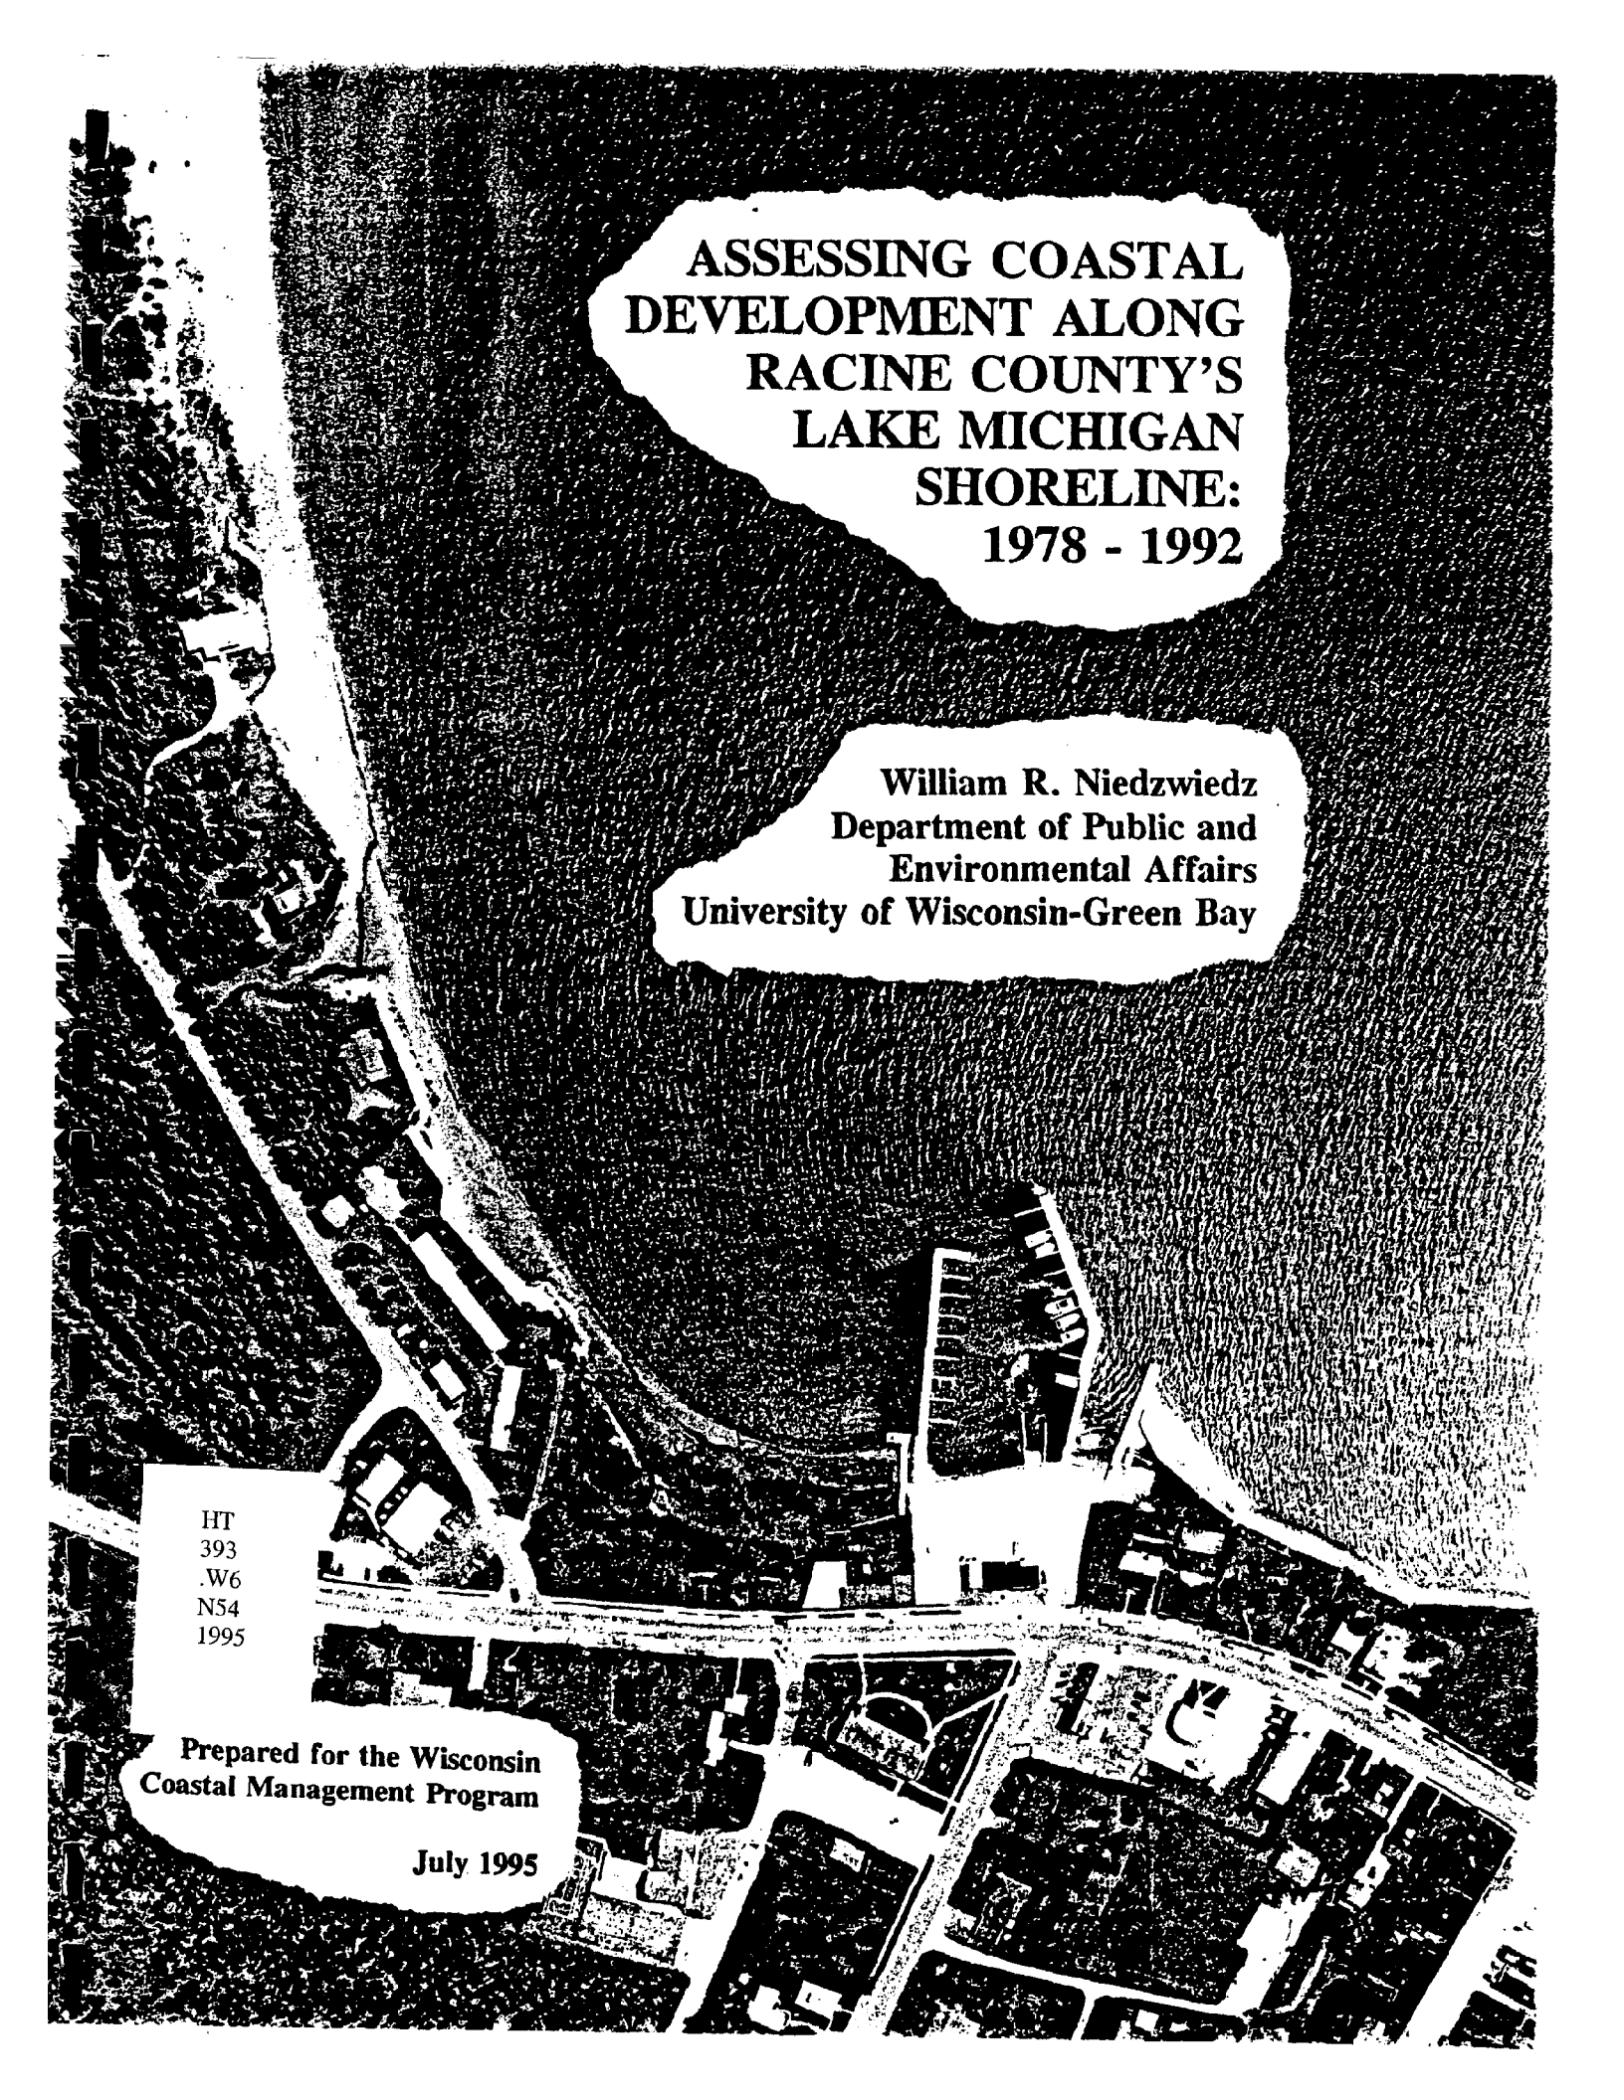 ASSESSING COASTAL
DEVELOPMENT ALONG
RACINE COUNTY'S
LAKE MICHIGAN
SHORELINE:
1978 - 1992
William R. Niedzwiedz
Department of Public and
Environmental Affairs
University of Wisconsin-Green Bay
HT
393
.W6
N54
1995
Prepared for the Wisconsin
Coastal Management Program
July 1995